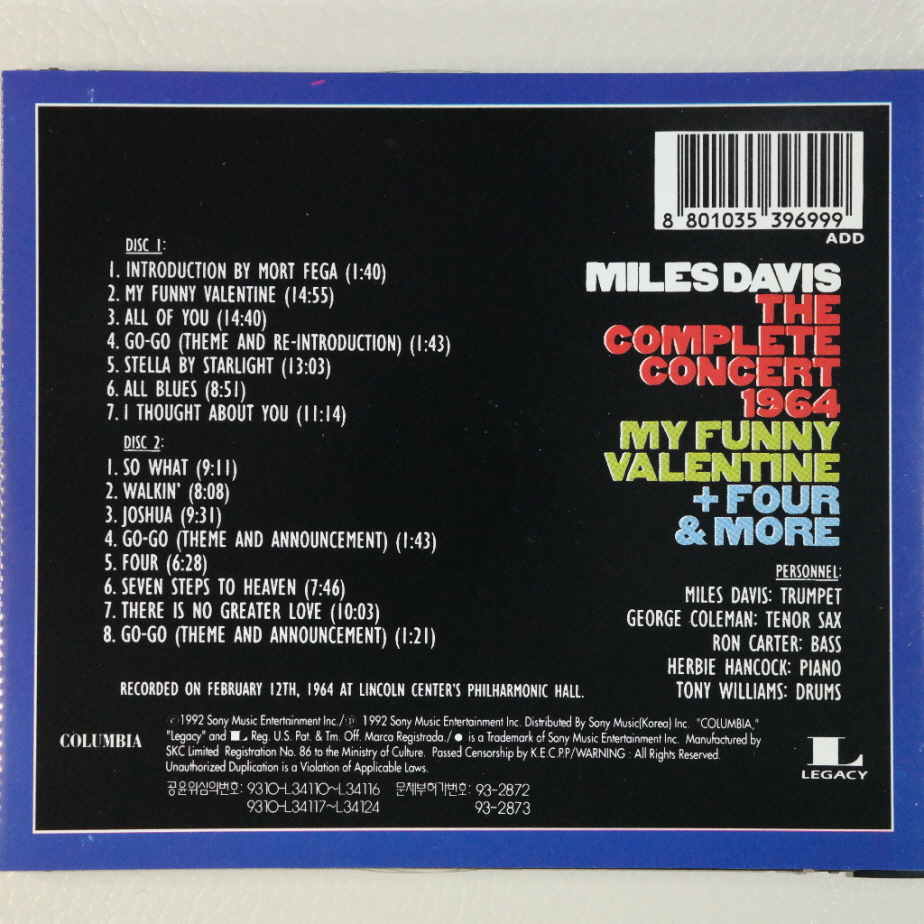 8 801035 396999
ADD
MILES DAVIS
THE
COMPLETE
CONCERT
1964
MY FUNNY
VALENTINE
+ FOUR
& MORE
DISC 1:
1. INTRODUCTION BY MORT FEGA (1:40)
2. MY FUNNY VALENTINE (14:55)
3. ALL OF YOU (14:40)
4. GO-GO (THEME AND RE-INTRODUCTION) (1:43)
5. STELLA BY STARLIGHT (13:03)
6. ALL BLUES (8:51)
7. I THOUGHT ABOUT YOU (11:14)
DISC 2:
1. SO WHAT (9:11)
2. WALKIN' (8:08)
3. JOSHUA (9:31)
4. GO-GO (THEME AND ANNOUNCEMENT) (1:43)
5. FOUR (6:28)
6. SEVEN STEPS TO HEAVEN (7:46)
7. THERE IS NO GREATER LOVE (10:03)
8. GO-GO (THEME AND ANNOUNCEMENT) (1:21)
PERSONNEL:
MILES DAVIS: TRUMPET
GEORGE COLEMAN: TENOR SAX
RON CARTER: BASS
HERBIE HANCOCK: PIANO
TONY WILLIAMS: DRUMS
RECORDED ON FEBRUARY 12TH, 1964 AT LINCOLN CENTER'S PHILHARMONIC HALL.
COLUMBIA
©1992 Sony Music Entertainment Inc./℗ 1992 Sony Music Entertainment Inc. Distributed By Sony Music(Korea) Inc. "COLUMBIA,"
"Legacy" and L Reg. U.S. Pat. & Tm. Off. Marca Registrada./ ● is a Trademark of Sony Music Entertainment Inc. Manufactured by
SKC Limited Registration No. 86 to the Ministry of Culture. Passed Censorship by K.E.C.P.P/WARNING : All Rights Reserved.
Unauthorized Duplication is a Violation of Applicable Laws.
공윤위심의번호: 9310-L34110~L34116 문제부허가번호: 93-2872
9310-L34117~L34124 93-2873
L
LEGACY